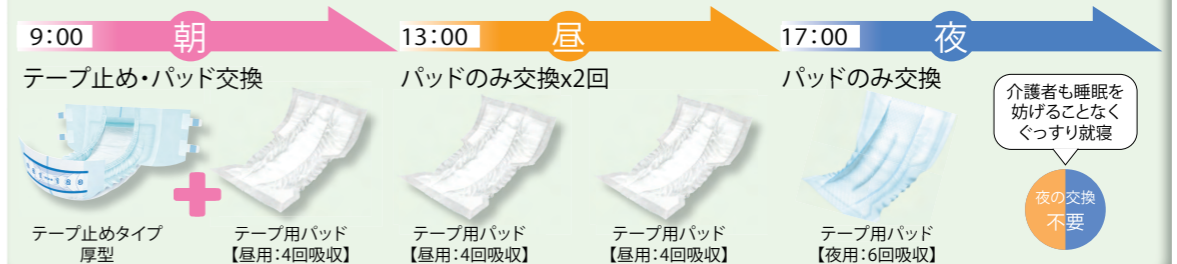 9:00 朝
13:00 昼
17:00 夜
テープ止め・パッド交換
パッドのみ交換x2回
パッドのみ交換
介護者も睡眠を
妨げることなく
ぐっすり就寝
夜の交換
不要
テープ止めタイプ
厚型
テープ用パッド
【昼用:4回吸収】
テープ用パッド
【昼用:4回吸収】
テープ用パッド
【昼用:4回吸収】
テープ用パッド
【夜用:6回吸収】